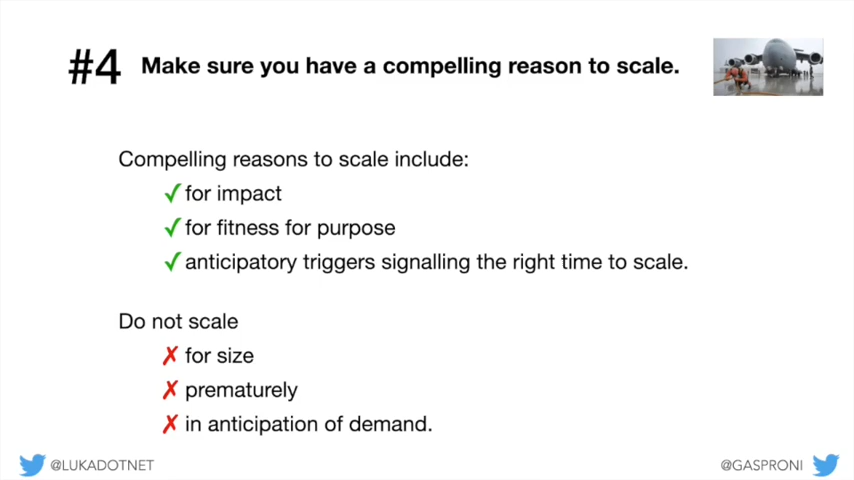 #4 Make sure you have a compelling reason to scale.
Compelling reasons to scale include:
✓ for impact
✓ for fitness for purpose
✓ anticipatory triggers signalling the right time to scale.
Do not scale
✗ for size
✗ prematurely
✗ in anticipation of demand.
@LUKADOTNET
@GASPRONI